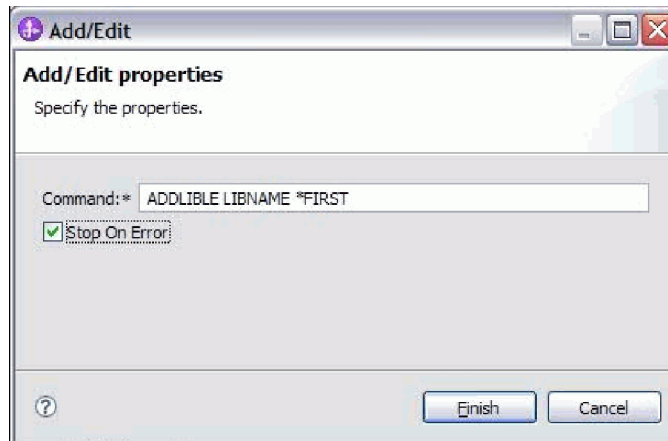 Add/Edit
Add/Edit properties
Specify the properties.
Command:* ADDLIBLE LIBNAME *FIRST
Stop On Error
Finish Cancel